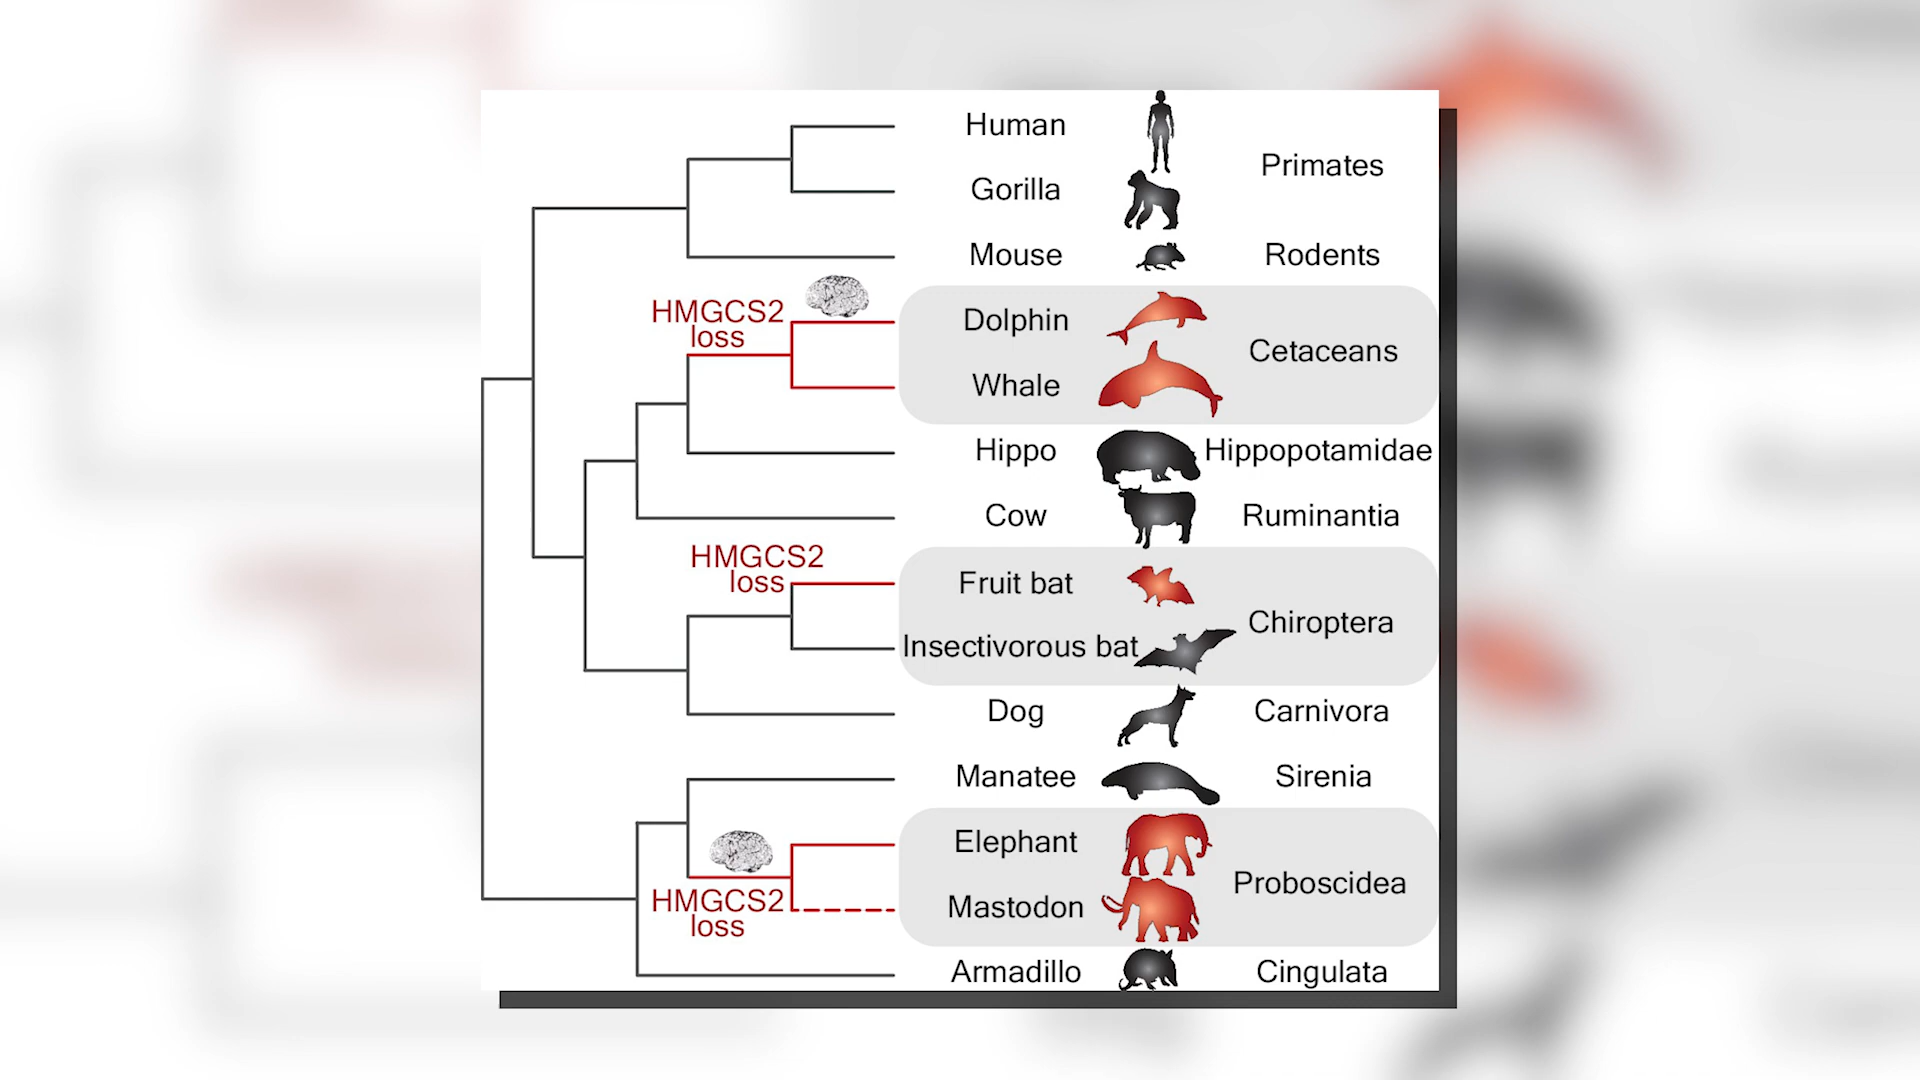 Human
Primates
Gorilla
Mouse
Rodents
HMGCS2
loss
Dolphin
Cetaceans
Whale
Hippo
Hippopotamidae
Cow
Ruminantia
HMGCS2
loss
Fruit bat
Chiroptera
Insectivorous bat
Dog
Carnivora
Manatee
Sirenia
Elephant
Proboscidea
HMGCS2
loss
Mastodon
Armadillo
Cingulata